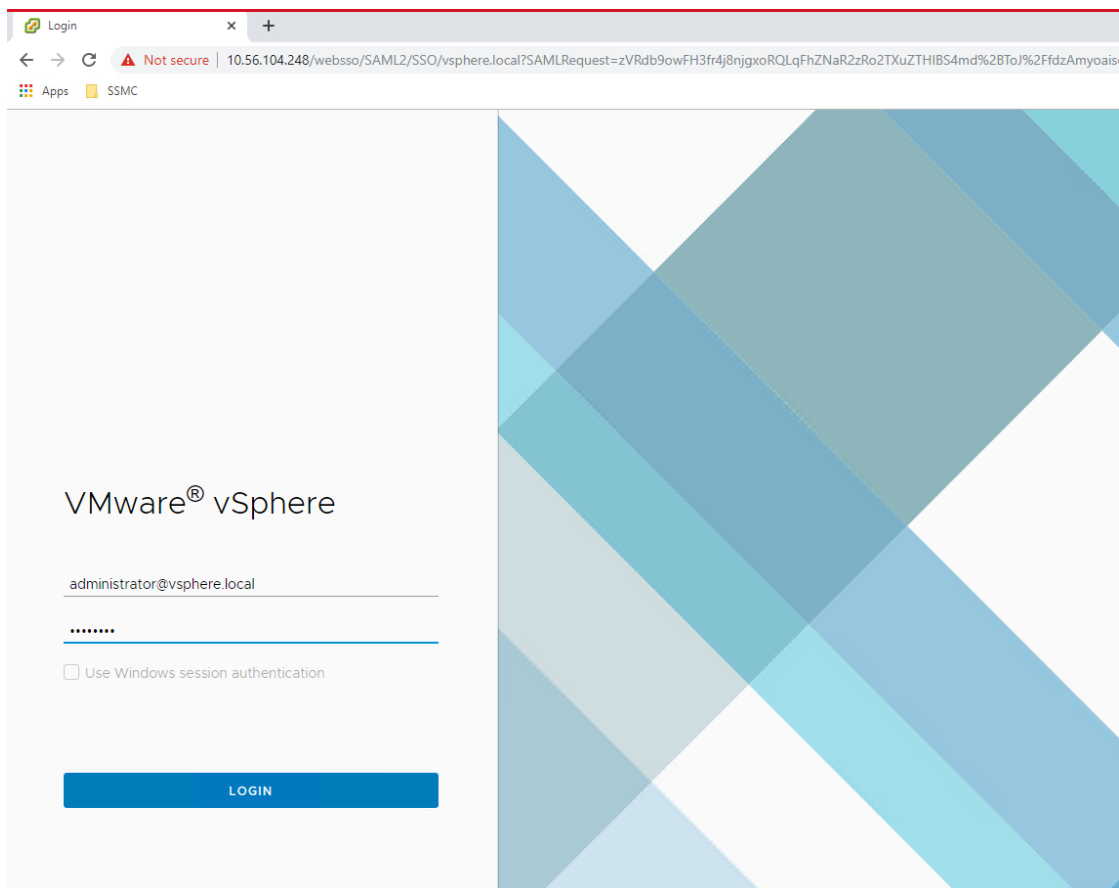 Login
Not secure | 10.56.104.248/websso/SAML2/SSO/vsphere.local?SAMLRequest=zVRdb9owFH3fr4j8njgxoRQLqFhZNaR2zRo2TXuZTHIBS4md%2BToJ%2FfdzAmyoais
Apps SSMC
VMware® vSphere
administrator@vsphere.local
••••••••
Use Windows session authentication
LOGIN